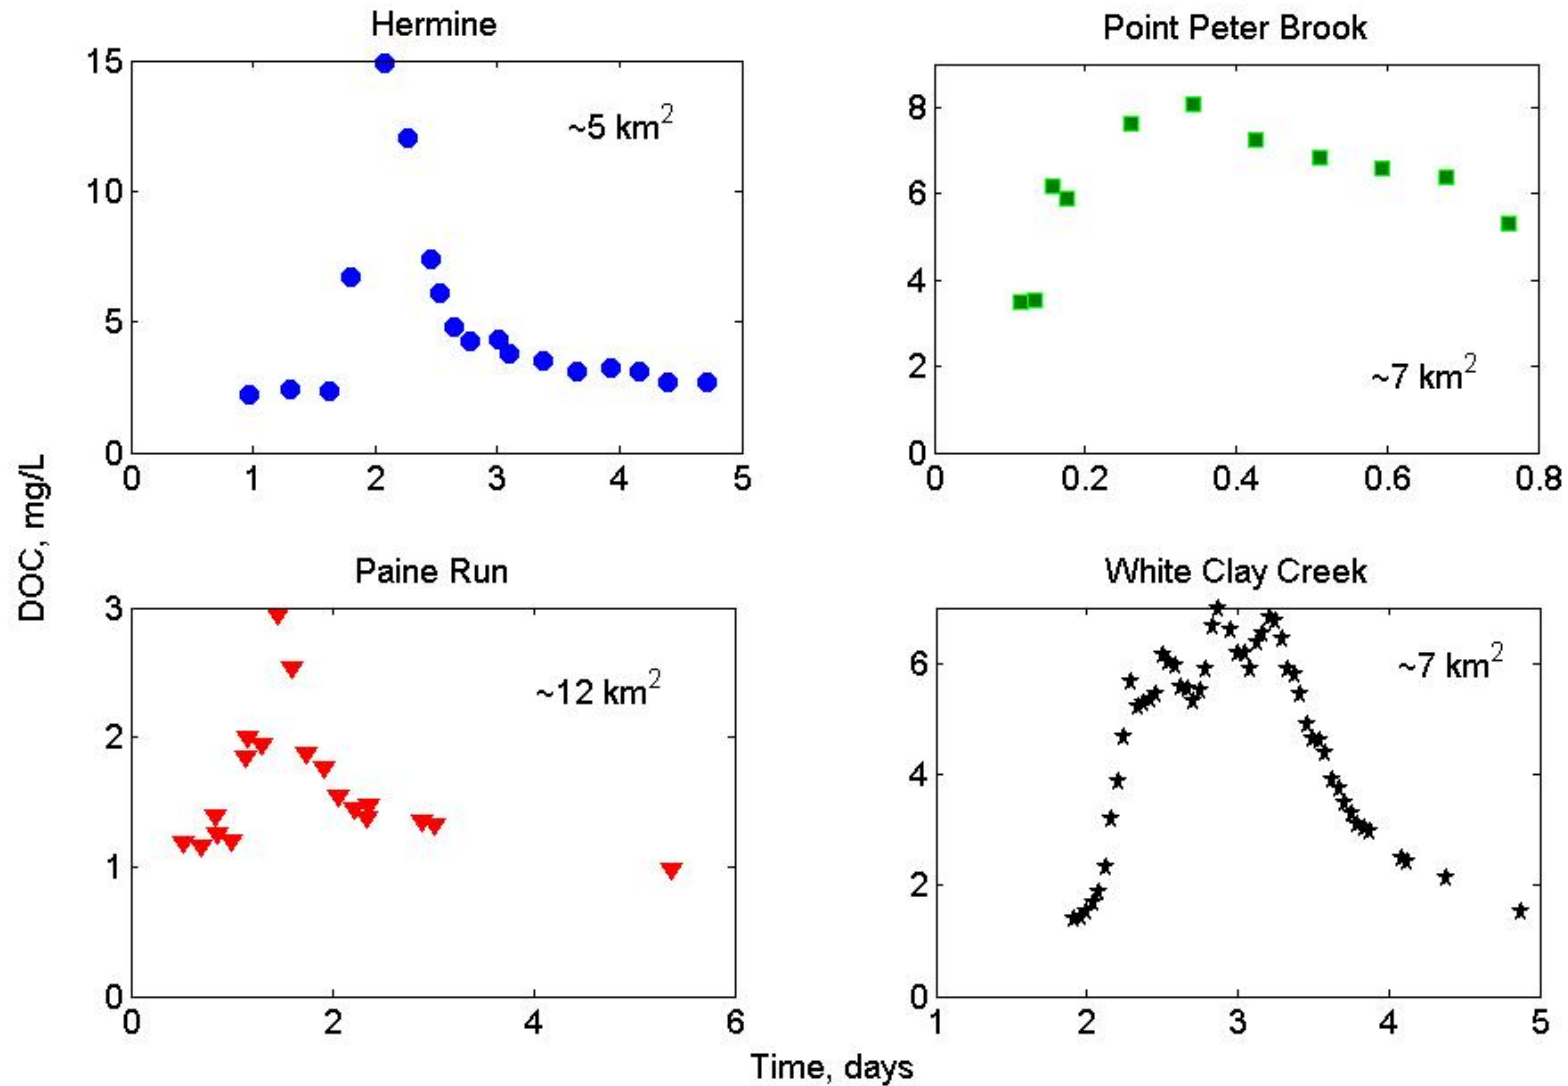 Hermine
15
10
5
0
0 1 2 3 4 5
~5 km²
Point Peter Brook
8
6
4
2
0
0 0.2 0.4 0.6 0.8
~7 km²
DOC, mg/L
Paine Run
3
2
1
0
0 2 4 6
~12 km²
White Clay Creek
6
4
2
0
1 2 3 4 5
~7 km²
Time, days